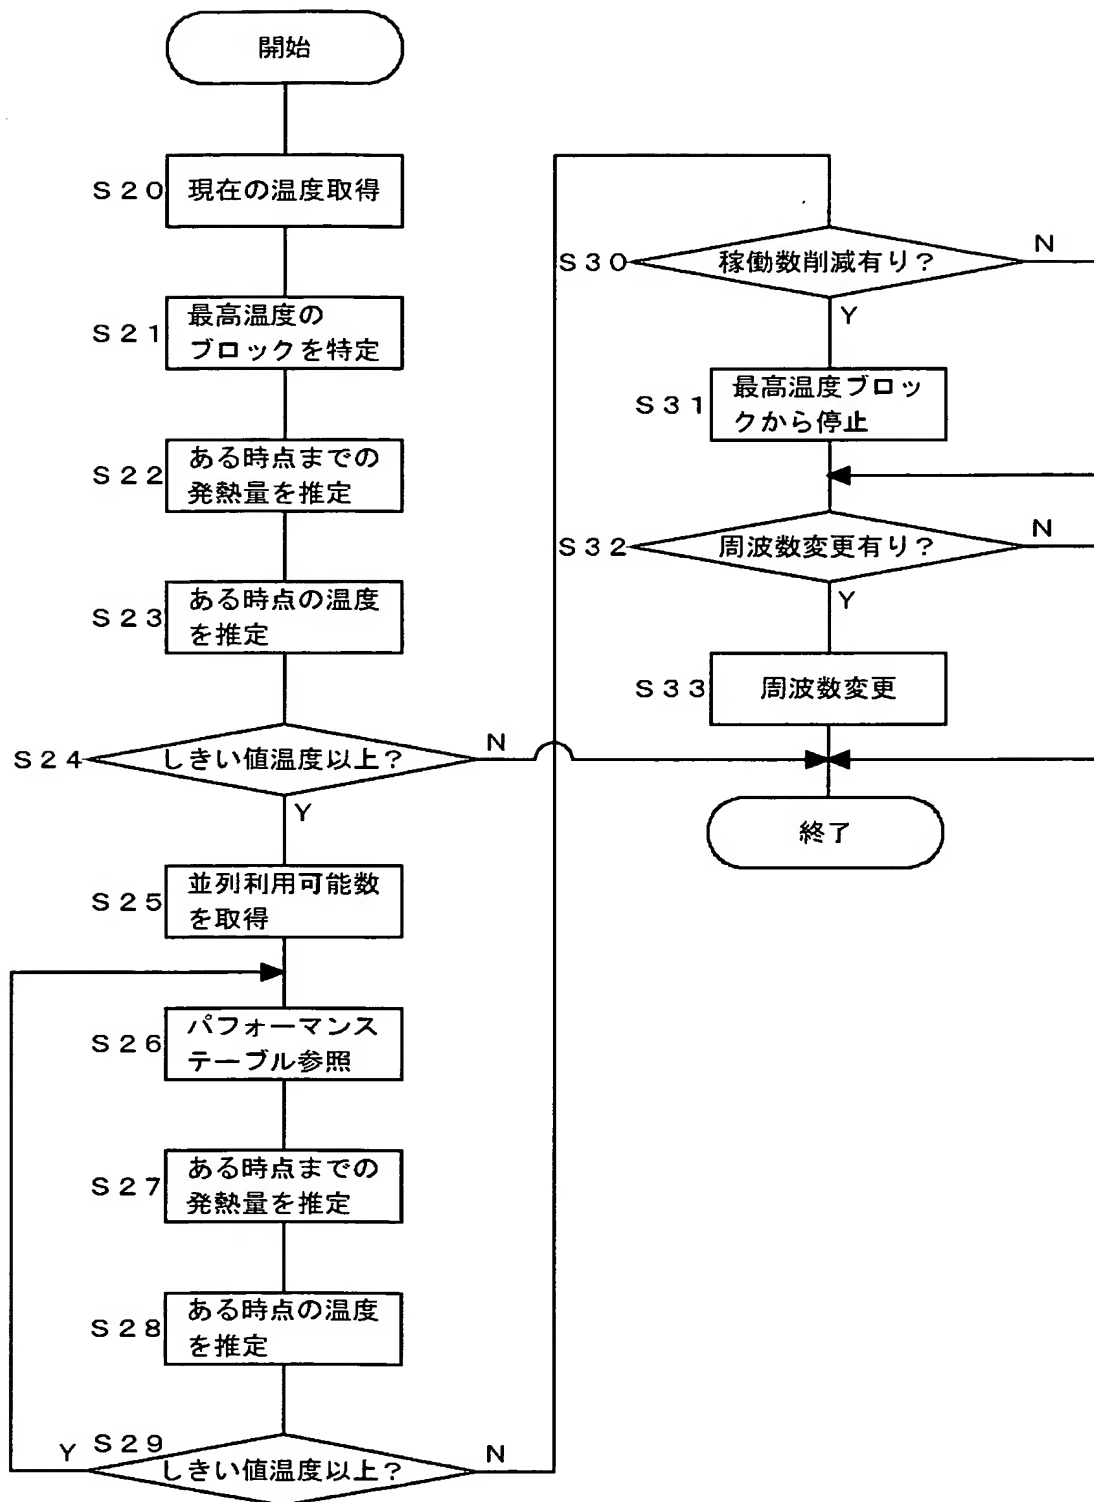 開始
S20
現在の温度取得
S21
最高温度の
ブロックを特定
S22
ある時点までの
発熱量を推定
S23
ある時点の温度
を推定
S24
しきい値温度以上?
N
Y
S25
並列利用可能数
を取得
S26
パフォーマンス
テーブル参照
S27
ある時点までの
発熱量を推定
S28
ある時点の温度
を推定
S29
しきい値温度以上?
Y
N
S30
稼働数削減有り?
N
Y
S31
最高温度ブロッ
クから停止
S32
周波数変更有り?
N
Y
S33
周波数変更
終了